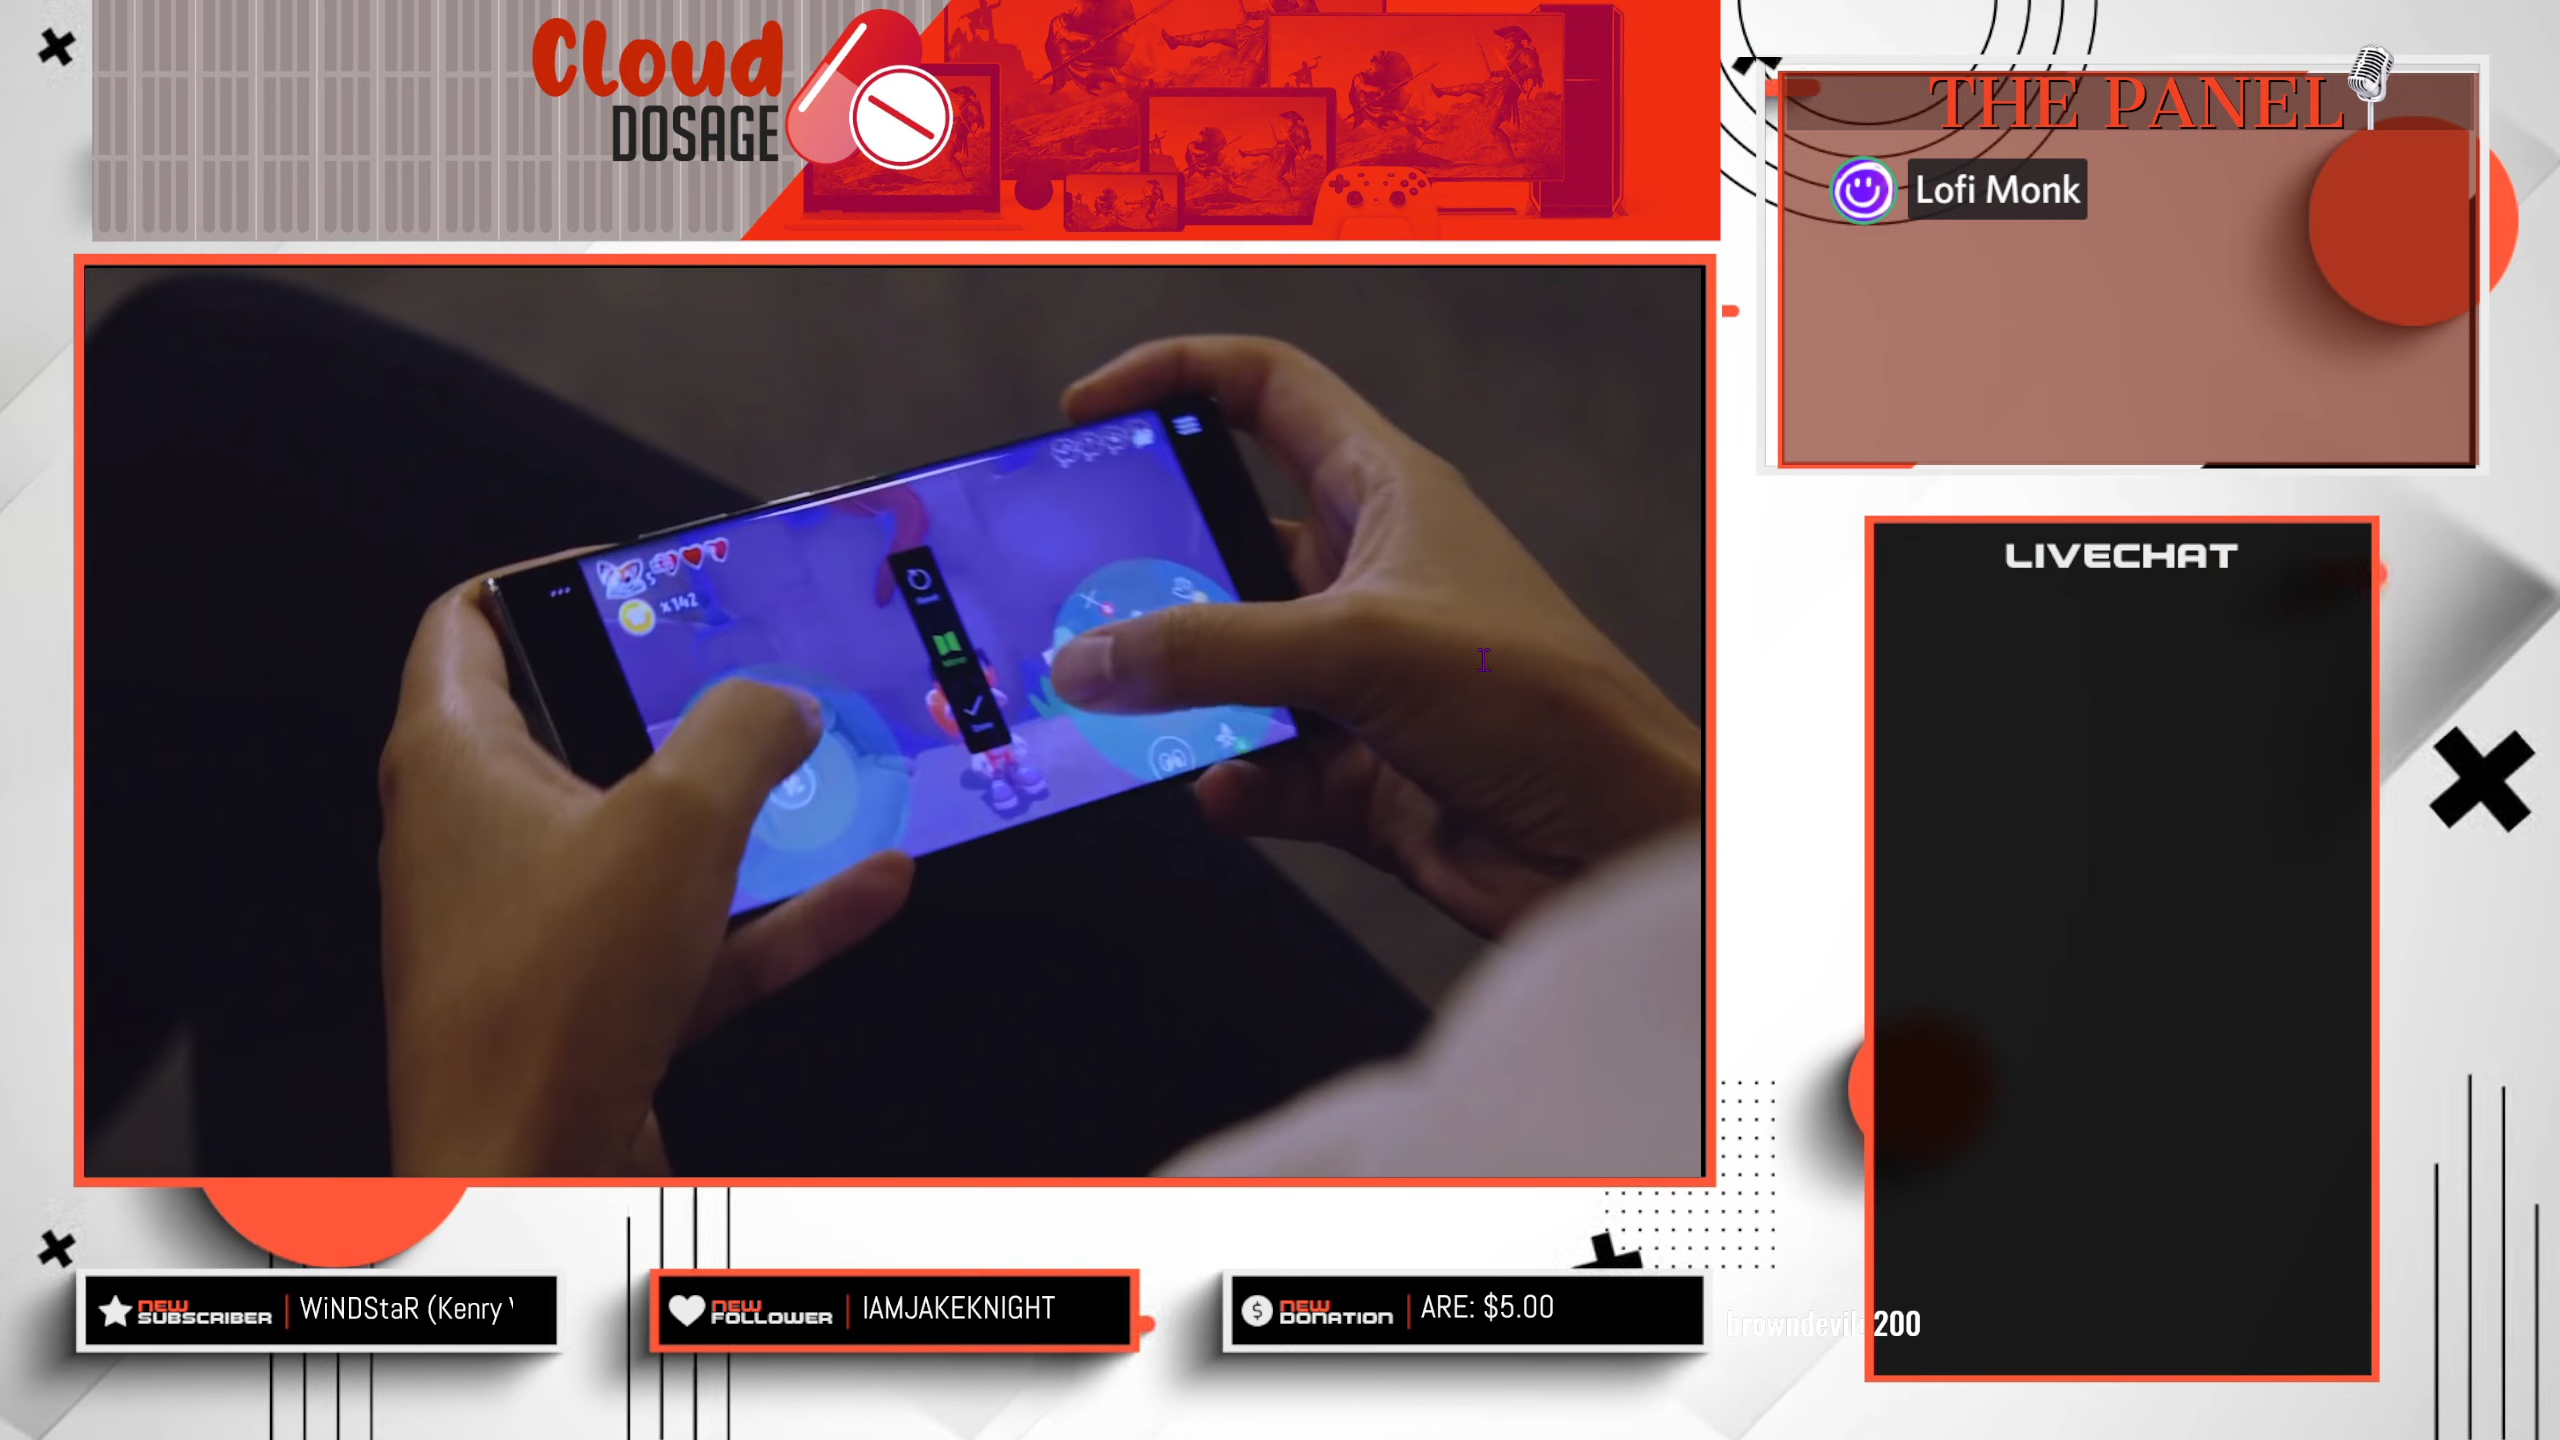 Cloud
DOSAGE
THE PANEL
Lofi Monk
x142
LIVECHAT
NEW
SUBSCRIBER
WiNDStaR (Kenry
NEW
FOLLOWER
IAMJAKEKNIGHT
NEW
DONATION
ARE: $5.00
200